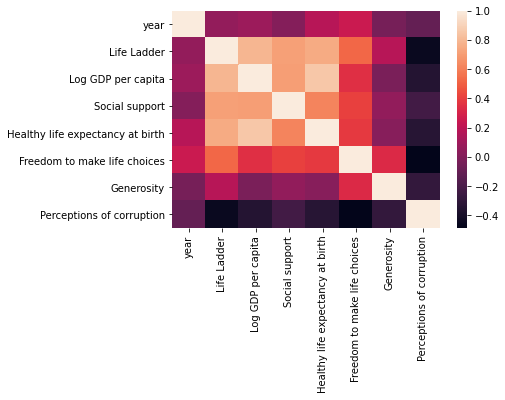 year
Life Ladder
Log GDP per capita
Social support
Healthy life expectancy at birth
Freedom to make life choices
Generosity
Perceptions of corruption
year
Life Ladder
Log GDP per capita
Social support
Healthy life expectancy at birth
Freedom to make life choices
Generosity
Perceptions of corruption
1.0
0.8
0.6
0.4
0.2
0.0
−0.2
−0.4